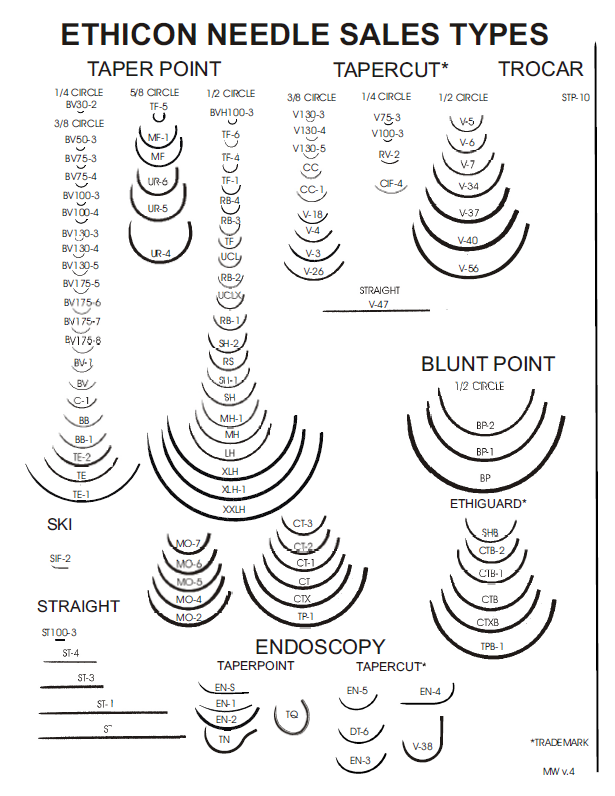 ETHICON NEEDLE SALES TYPES
TAPER POINT
1/4 CIRCLE
BV30-2
3/8 CIRCLE
BV50-3
BV75-3
BV75-4
BV100-3
BV100-4
BV130-3
BV130-4
BV130-5
BV175-5
BV175-6
BV175-7
BV175-8
BV-1
BV
C-1
BB
BB-1
TE-2
TE
TE-1
5/8 CIRCLE
TF-5
MF-1
MF
UR-6
UR-5
UR-4
1/2 CIRCLE
BVH100-3
TF-6
TF-4
TF-1
RB-4
RB-3
TF
UCL
RB-2
UCLX
RB-1
SH-2
RS
SH-1
SH
MH-1
MH
LH
XLH
XLH-1
XXLH
TAPERCUT*
3/8 CIRCLE
V130-3
V130-4
V130-5
CC
CC-1
V-18
V-4
V-3
V-26
1/4 CIRCLE
V75-3
V100-3
RV-2
CIF-4
1/2 CIRCLE
V-5
V-6
V-7
V-34
V-37
V-40
V-56
STRAIGHT
V-47
TROCAR
STP-10
BLUNT POINT
1/2 CIRCLE
BP-2
BP-1
BP
ETHIGUARD*
SHB
CTB-2
CTB-1
CTB
CTXB
TPB-1
SKI
SIF-2
MO-7
MO-6
MO-5
MO-4
MO-2
CT-3
CT-2
CT-1
CT
CTX
TP-1
STRAIGHT
ST100-3
ST-4
ST-3
ST-1
ENDOSCOPY
TAPERPOINT
EN-S
EN-1
EN-2
TN
TQ
TAPERCUT*
EN-5
EN-4
DT-6
V-38
EN-3
*TRADEMARK
MW v.4